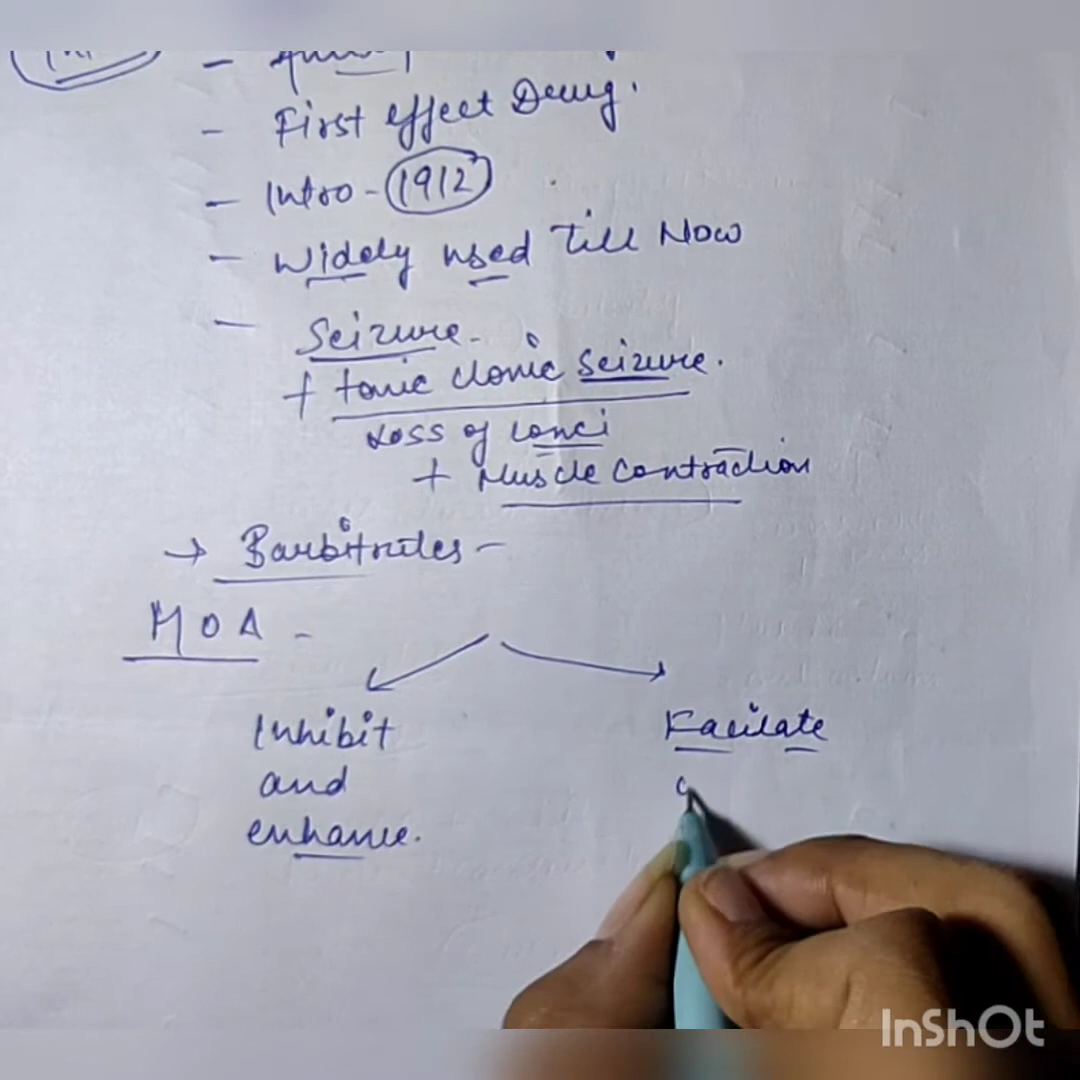 -
- First effect Drug.
- Intro - 1912
- Widely used Till Now
- Seizure -
+ tonic clonic seizure.
Loss of Conci
+ Muscle Contraction
→ Barbitrutes -
MOA -
Inhibit
and
enhance.
Facilate
InShOt